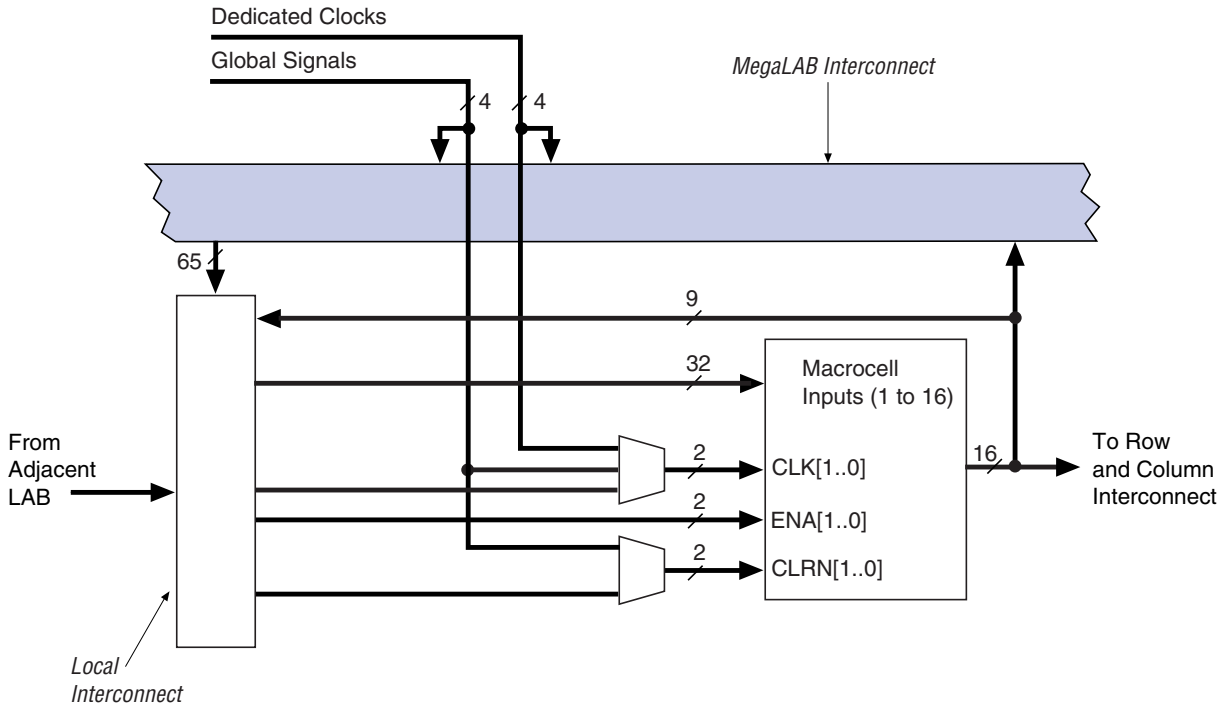 Dedicated Clocks
Global Signals
MegaLAB Interconnect
4
4
65
9
32
Macrocell
Inputs (1 to 16)
From
Adjacent
LAB
2
CLK[1..0]
16
To Row
and Column
Interconnect
2
ENA[1..0]
2
CLRN[1..0]
Local
Interconnect